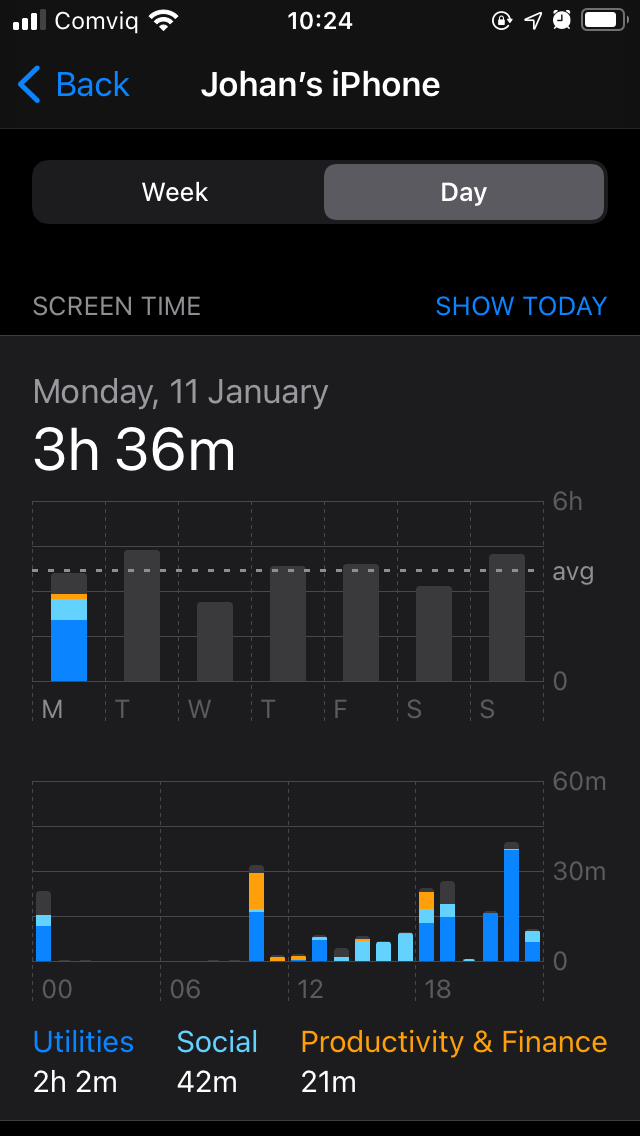 Comviq 10:24
Back Johan's iPhone
Week Day
SCREEN TIME SHOW TODAY
Monday, 11 January
3h 36m
6h
avg
0
M T W T F S S
60m
30m
0
00 06 12 18
Utilities Social Productivity & Finance
2h 2m 42m 21m